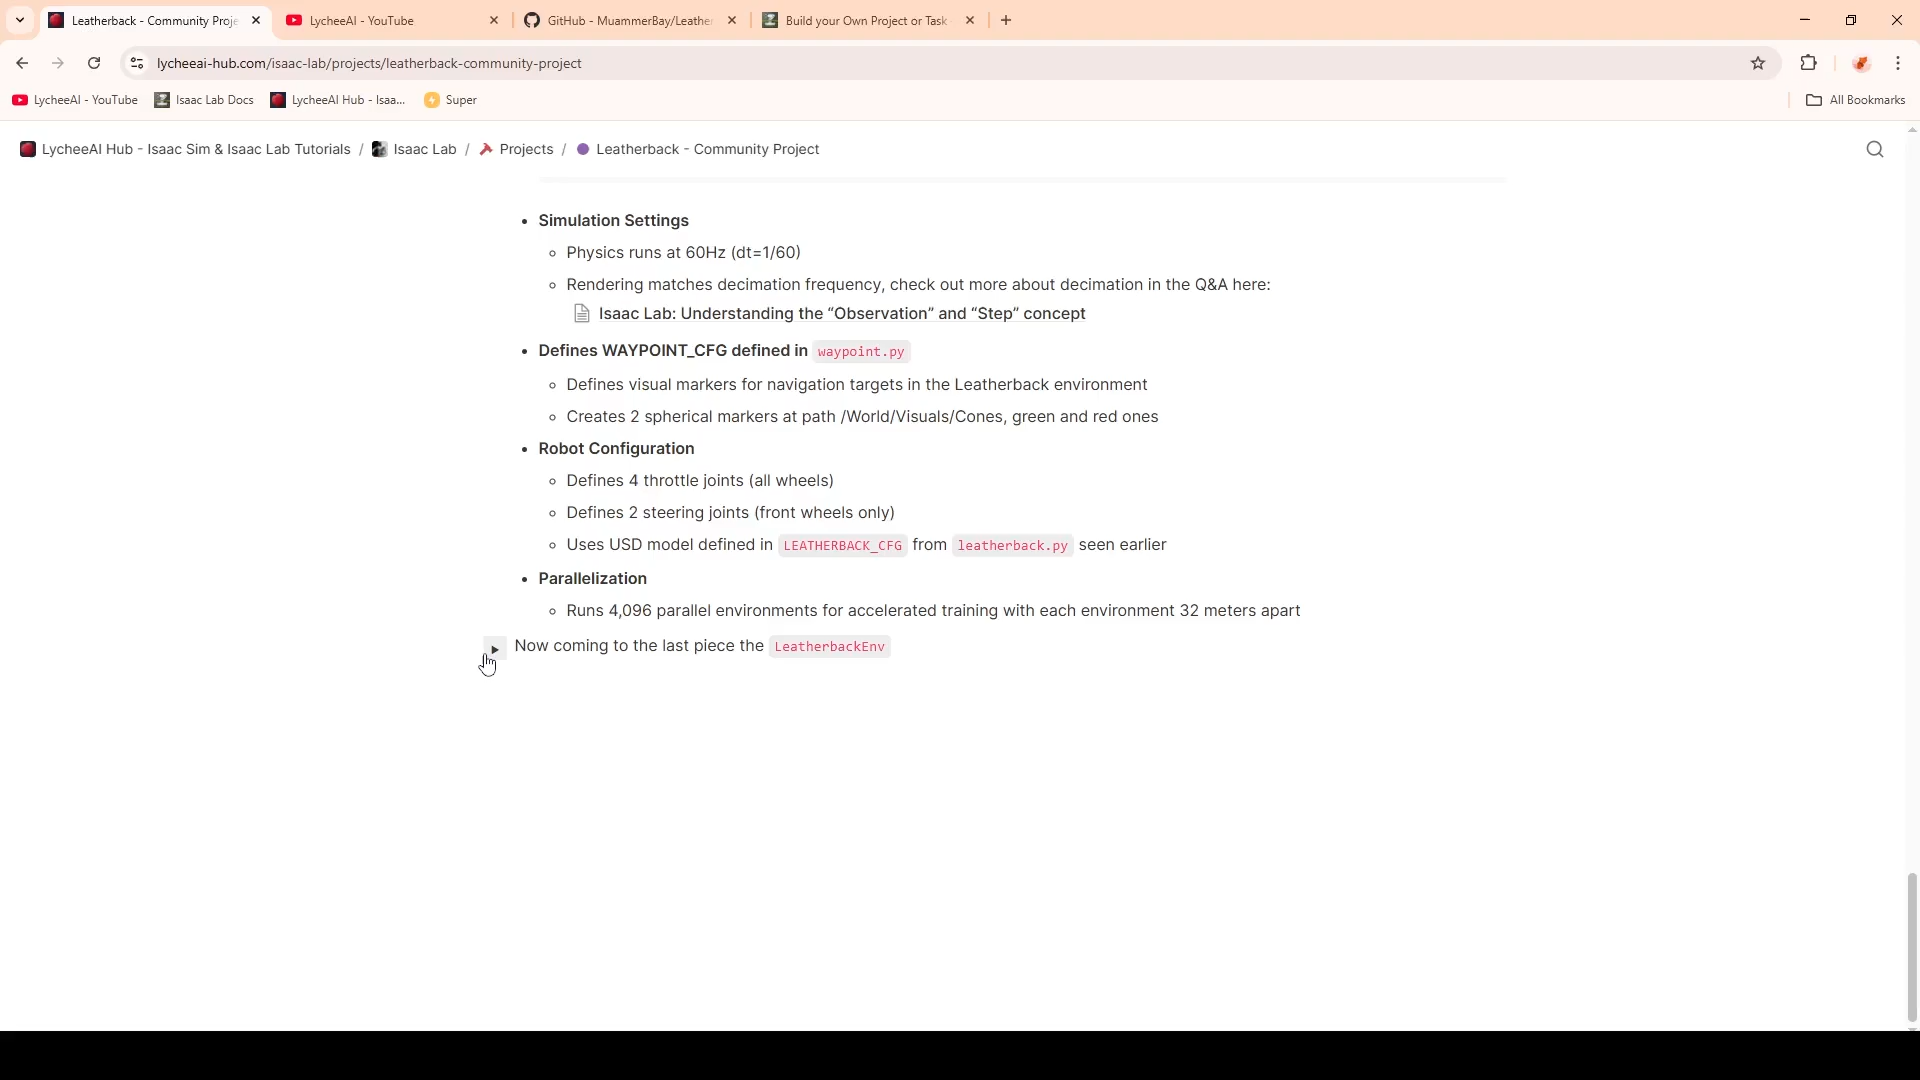 Leatherback - Community Proje
LycheeAI - YouTube
GitHub - MuammerBay/Leather
Build your Own Project or Task
lycheeai-hub.com/isaac-lab/projects/leatherback-community-project
LycheeAI - YouTube
Isaac Lab Docs
LycheeAI Hub - Isaa...
Super
All Bookmarks
LycheeAI Hub - Isaac Sim & Isaac Lab Tutorials / Isaac Lab / Projects / Leatherback - Community Project
• Simulation Settings
Physics runs at 60Hz (dt=1/60)
Rendering matches decimation frequency, check out more about decimation in the Q&A here:
Isaac Lab: Understanding the “Observation” and “Step” concept
• Defines WAYPOINT_CFG defined in waypoint.py
Defines visual markers for navigation targets in the Leatherback environment
Creates 2 spherical markers at path /World/Visuals/Cones, green and red ones
• Robot Configuration
Defines 4 throttle joints (all wheels)
Defines 2 steering joints (front wheels only)
Uses USD model defined in LEATHERBACK_CFG from leatherback.py seen earlier
• Parallelization
Runs 4,096 parallel environments for accelerated training with each environment 32 meters apart
Now coming to the last piece the LeatherbackEnv